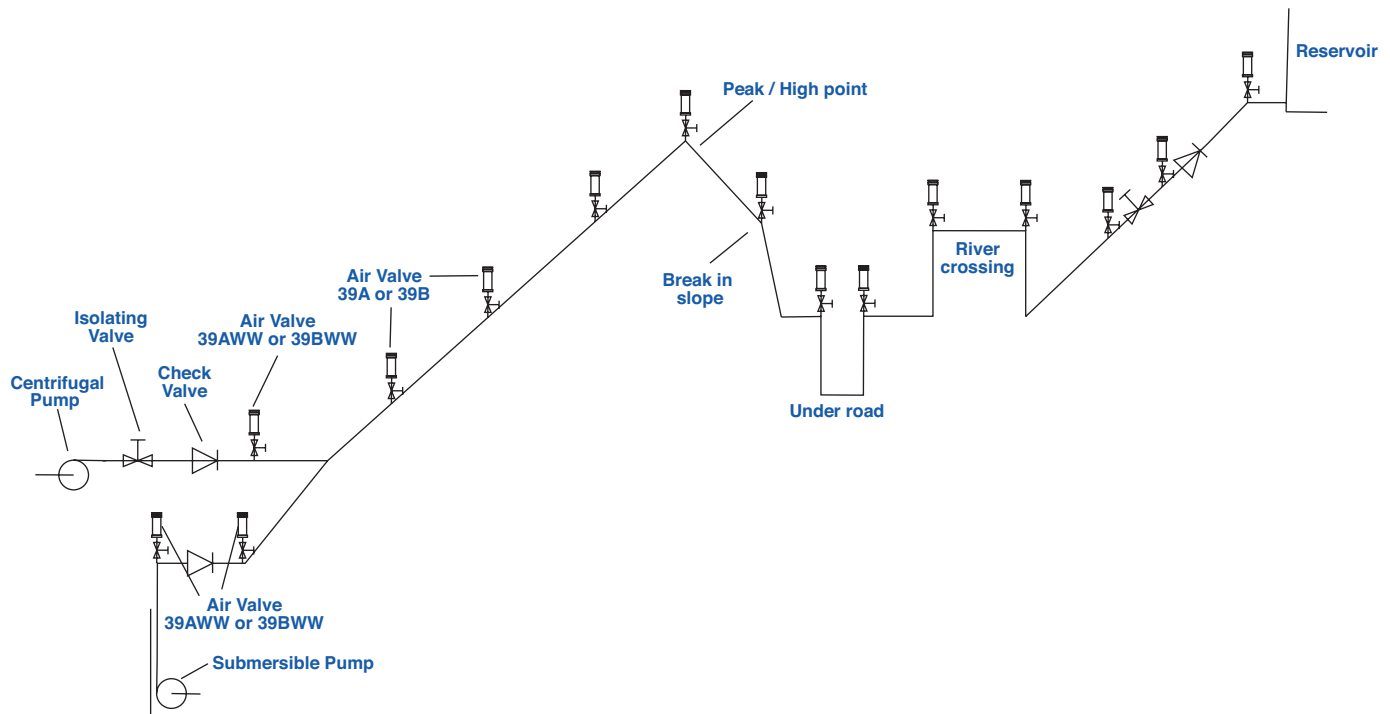 Reservoir
Peak / High point
River
crossing
Break in
slope
Air Valve
39A or 39B
Isolating
Valve
Air Valve
39AWW or 39BWW
Check
Valve
Centrifugal
Pump
Under road
Air Valve
39AWW or 39BWW
Submersible Pump